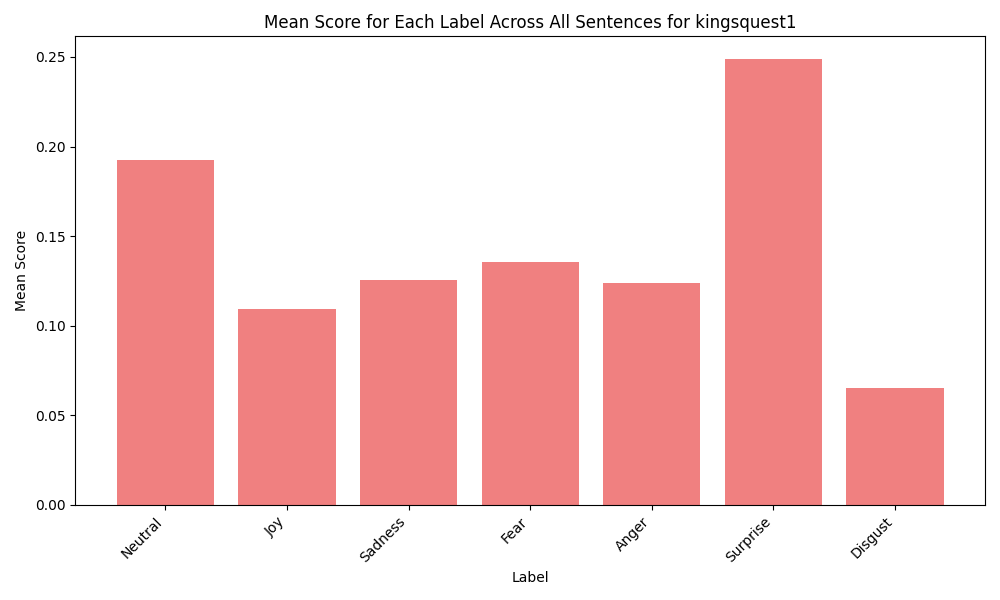 Mean Score for Each Label Across All Sentences for kingsquest1
Mean Score
0.25
0.20
0.15
0.10
0.05
0.00
Neutral
Joy
Sadness
Fear
Anger
Surprise
Disgust
Label